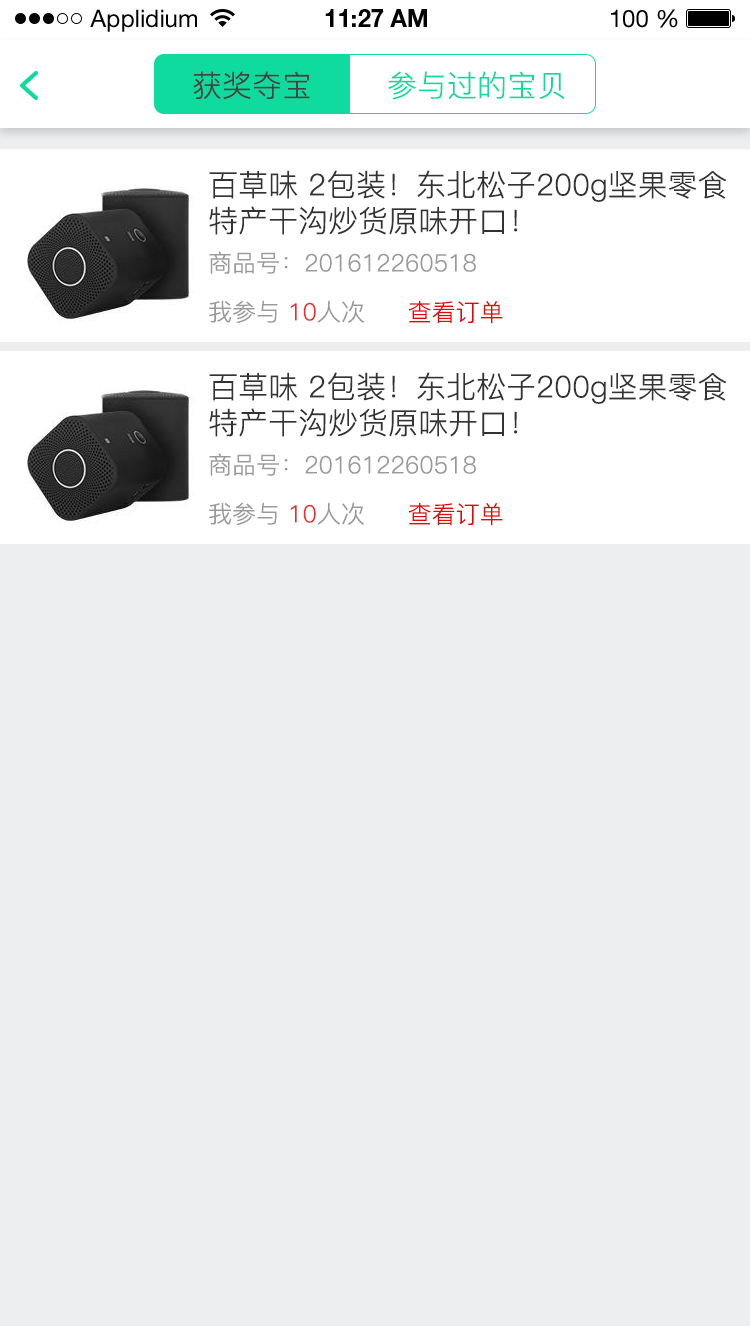 Applidium 11:27 AM 100 %
获奖夺宝 参与过的宝贝
百草味 2包装！东北松子200g坚果零食
特产干沟炒货原味开口！
商品号：201612260518
我参与 10人次 查看订单
百草味 2包装！东北松子200g坚果零食
特产干沟炒货原味开口！
商品号：201612260518
我参与 10人次 查看订单